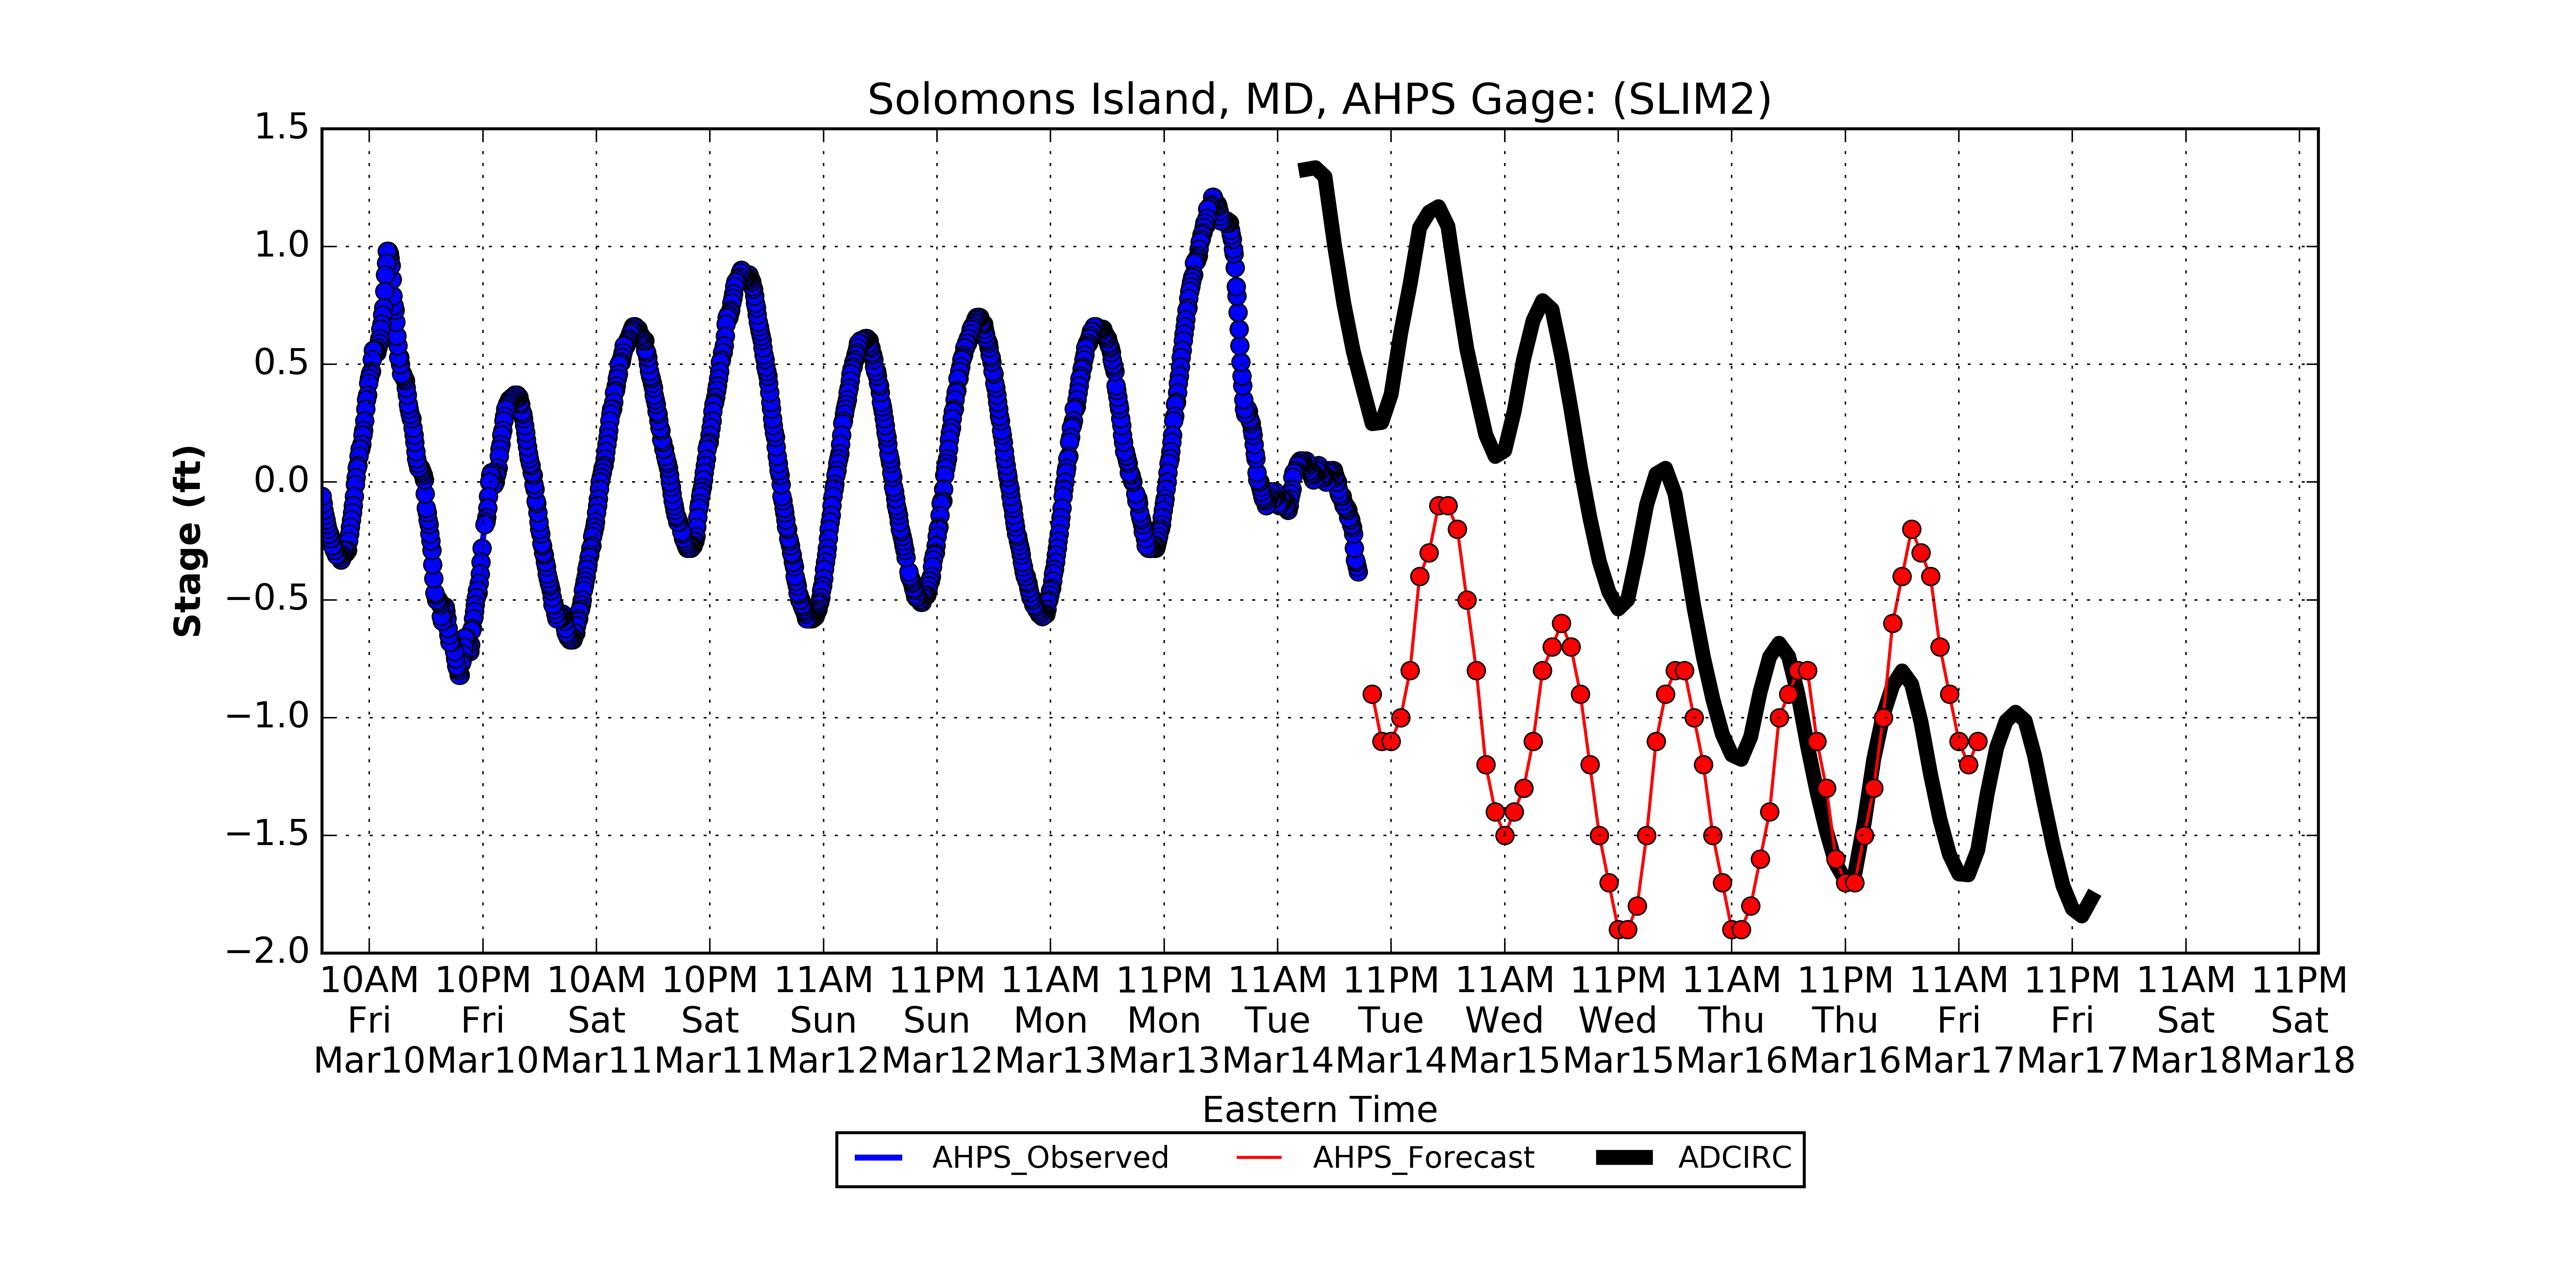 Solomons Island, MD, AHPS Gage: (SLIM2)
1.5
1.0
0.5
0.0
−0.5
−1.0
−1.5
−2.0
Stage (ft)
10AM 10PM 10AM 10PM 11AM 11PM 11AM 11PM 11AM 11PM 11AM 11PM 11AM 11PM 11AM 11PM 11AM 11PM
Fri Fri Sat Sat Sun Sun Mon Mon Tue Tue Wed Wed Thu Thu Fri Fri Sat Sat
Mar10 Mar10 Mar11 Mar11 Mar12 Mar12 Mar13 Mar13 Mar14 Mar14 Mar15 Mar15 Mar16 Mar16 Mar17 Mar17 Mar18 Mar18
Eastern Time
AHPS_Observed AHPS_Forecast ADCIRC